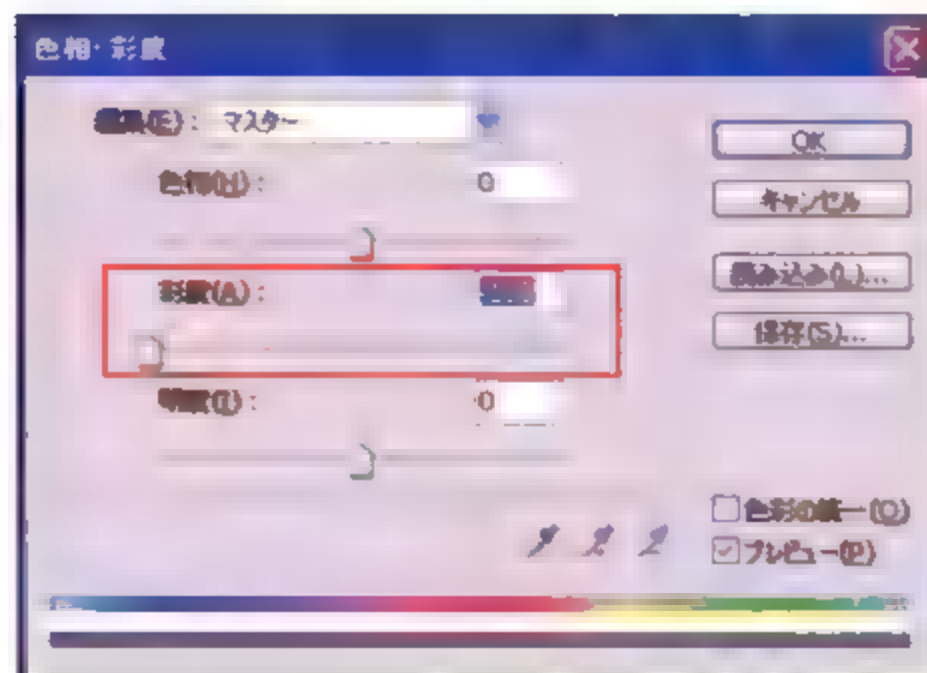 色相・彩度
編集(E): マスター
OK
色相(H): 0
キャンセル
彩度(A):
読み込み(L)...
保存(S)...
明度(I): 0
色彩の統一(O)
プレビュー(P)